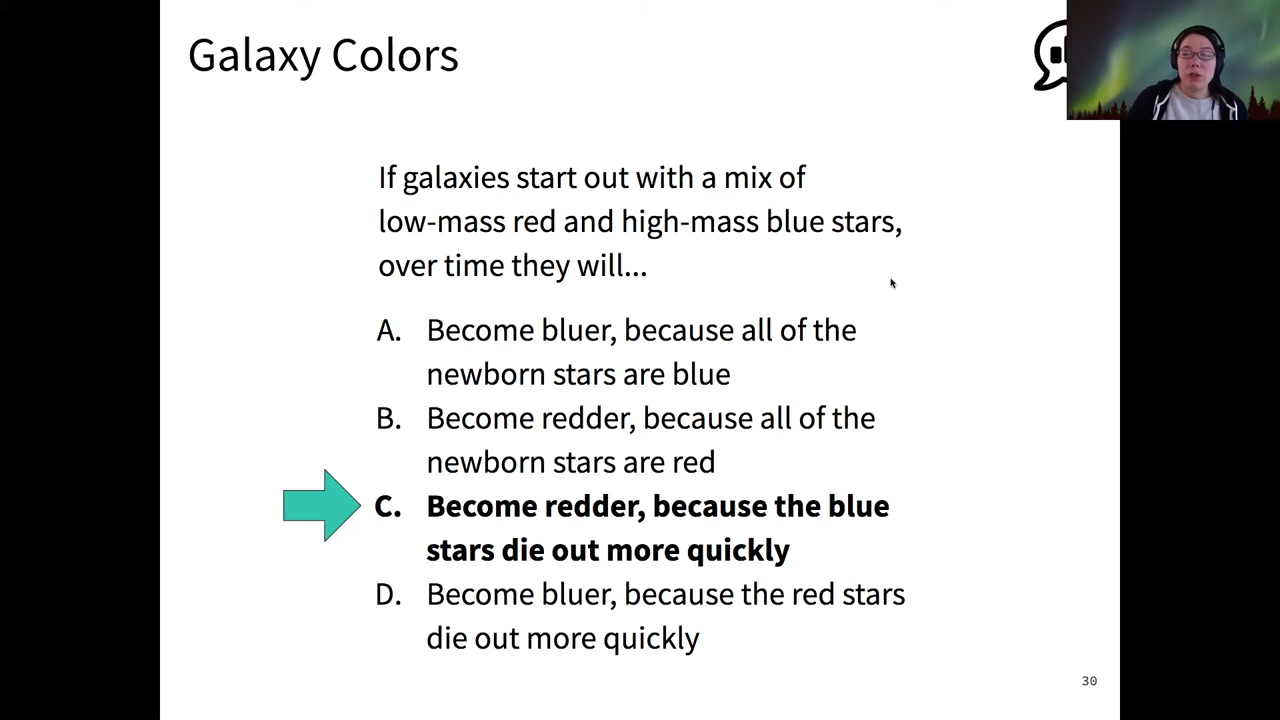 Galaxy Colors
If galaxies start out with a mix of
low-mass red and high-mass blue stars,
over time they will...
A. Become bluer, because all of the
newborn stars are blue
B. Become redder, because all of the
newborn stars are red
C. Become redder, because the blue
stars die out more quickly
D. Become bluer, because the red stars
die out more quickly
30